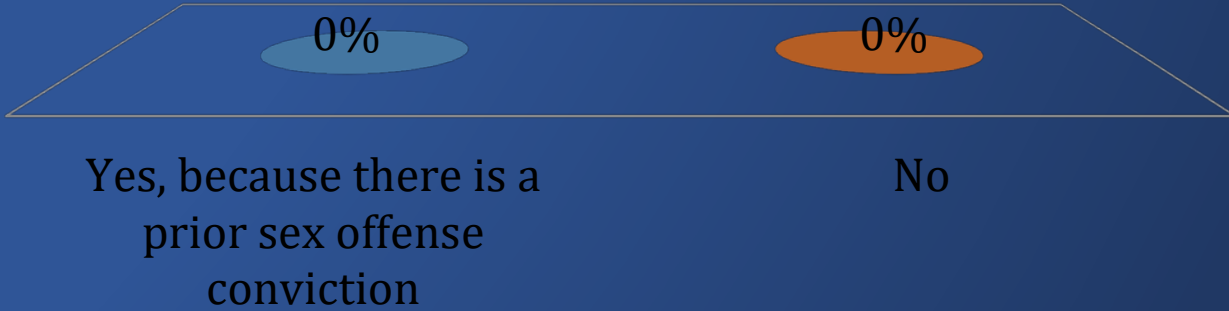 0% 0%
Yes, because there is a No
prior sex offense
conviction